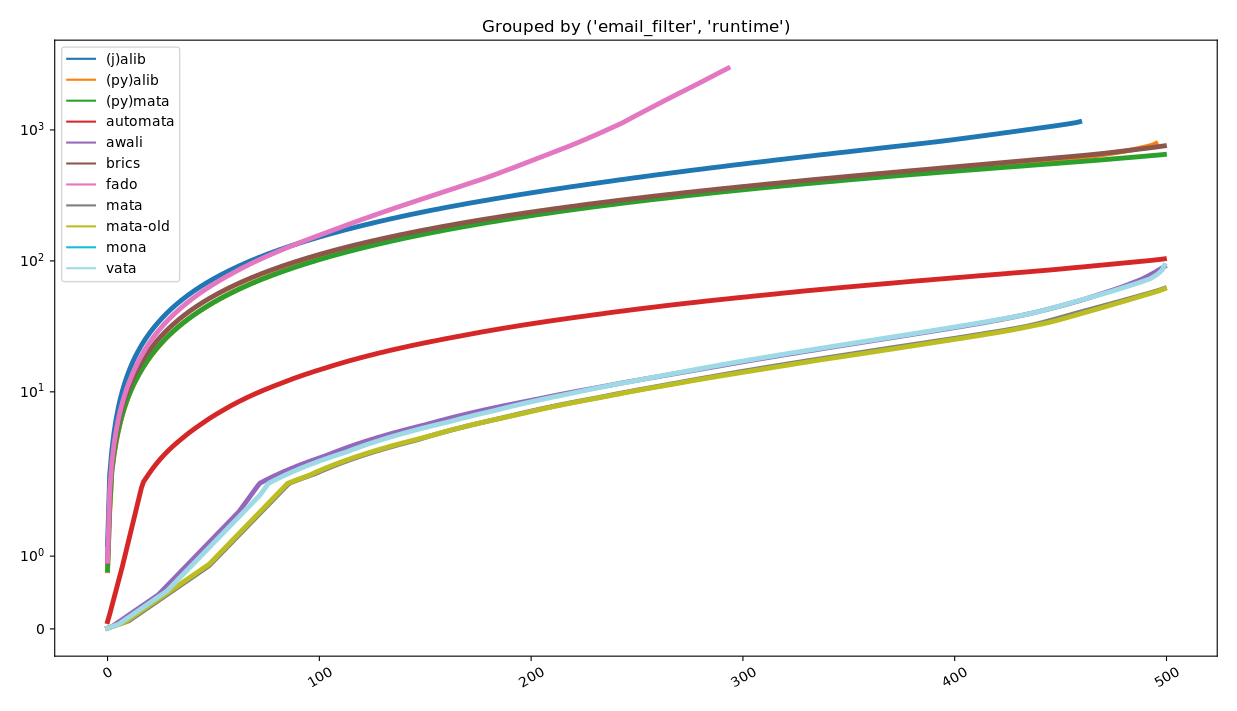 Grouped by ('email_filter', 'runtime')
(j)alib
(py)alib
(py)mata
automata
awali
brics
fado
mata
mata-old
mona
vata
10³
10²
10¹
10⁰
0
0
100
200
300
400
500